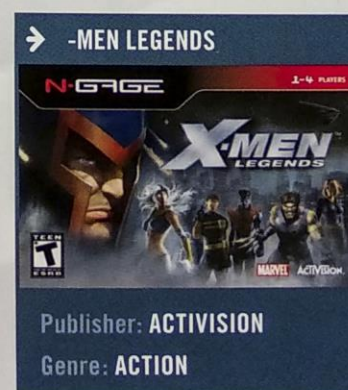 → -MEN LEGENDS
N-GAGE
1-4 PLAYERS
X-MEN
LEGENDS
TEEN
T
ESRB
MARVEL ACTIVISION.
Publisher: ACTIVISION
Genre: ACTION